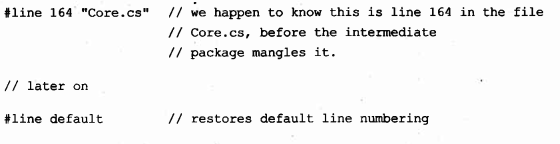 #line 164 "Core.cs"   // we happen to know this is line 164 in the file
                      // Core.cs, before the intermediate
                      // package mangles it.
// later on
#line default         // restores default line numbering